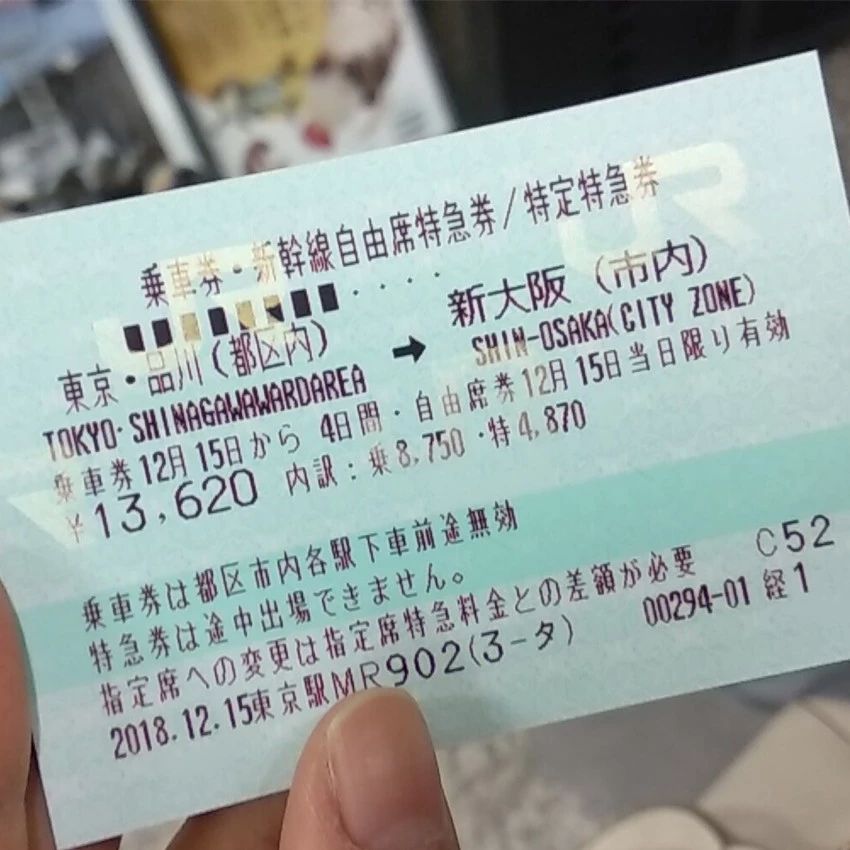 乗車券・新幹線自由席特急券/特定特急券
東京・品川(都区内) → 新大阪(市内)
TOKYO・SHINAGAWAWARDAREA SHIN-OSAKA(CITY ZONE)
乗車券12月15日から 4日間・自由席券12月15日当日限り有効
¥13,620 内訳:乗8,750・特4,870
乗車券は都区市内各駅下車前途無効
特急券は途中出場できません。
指定席への変更は指定席特急料金との差額が必要
C52
2018.12.15東京駅MR902(3-タ) 00294-01 経1
JR